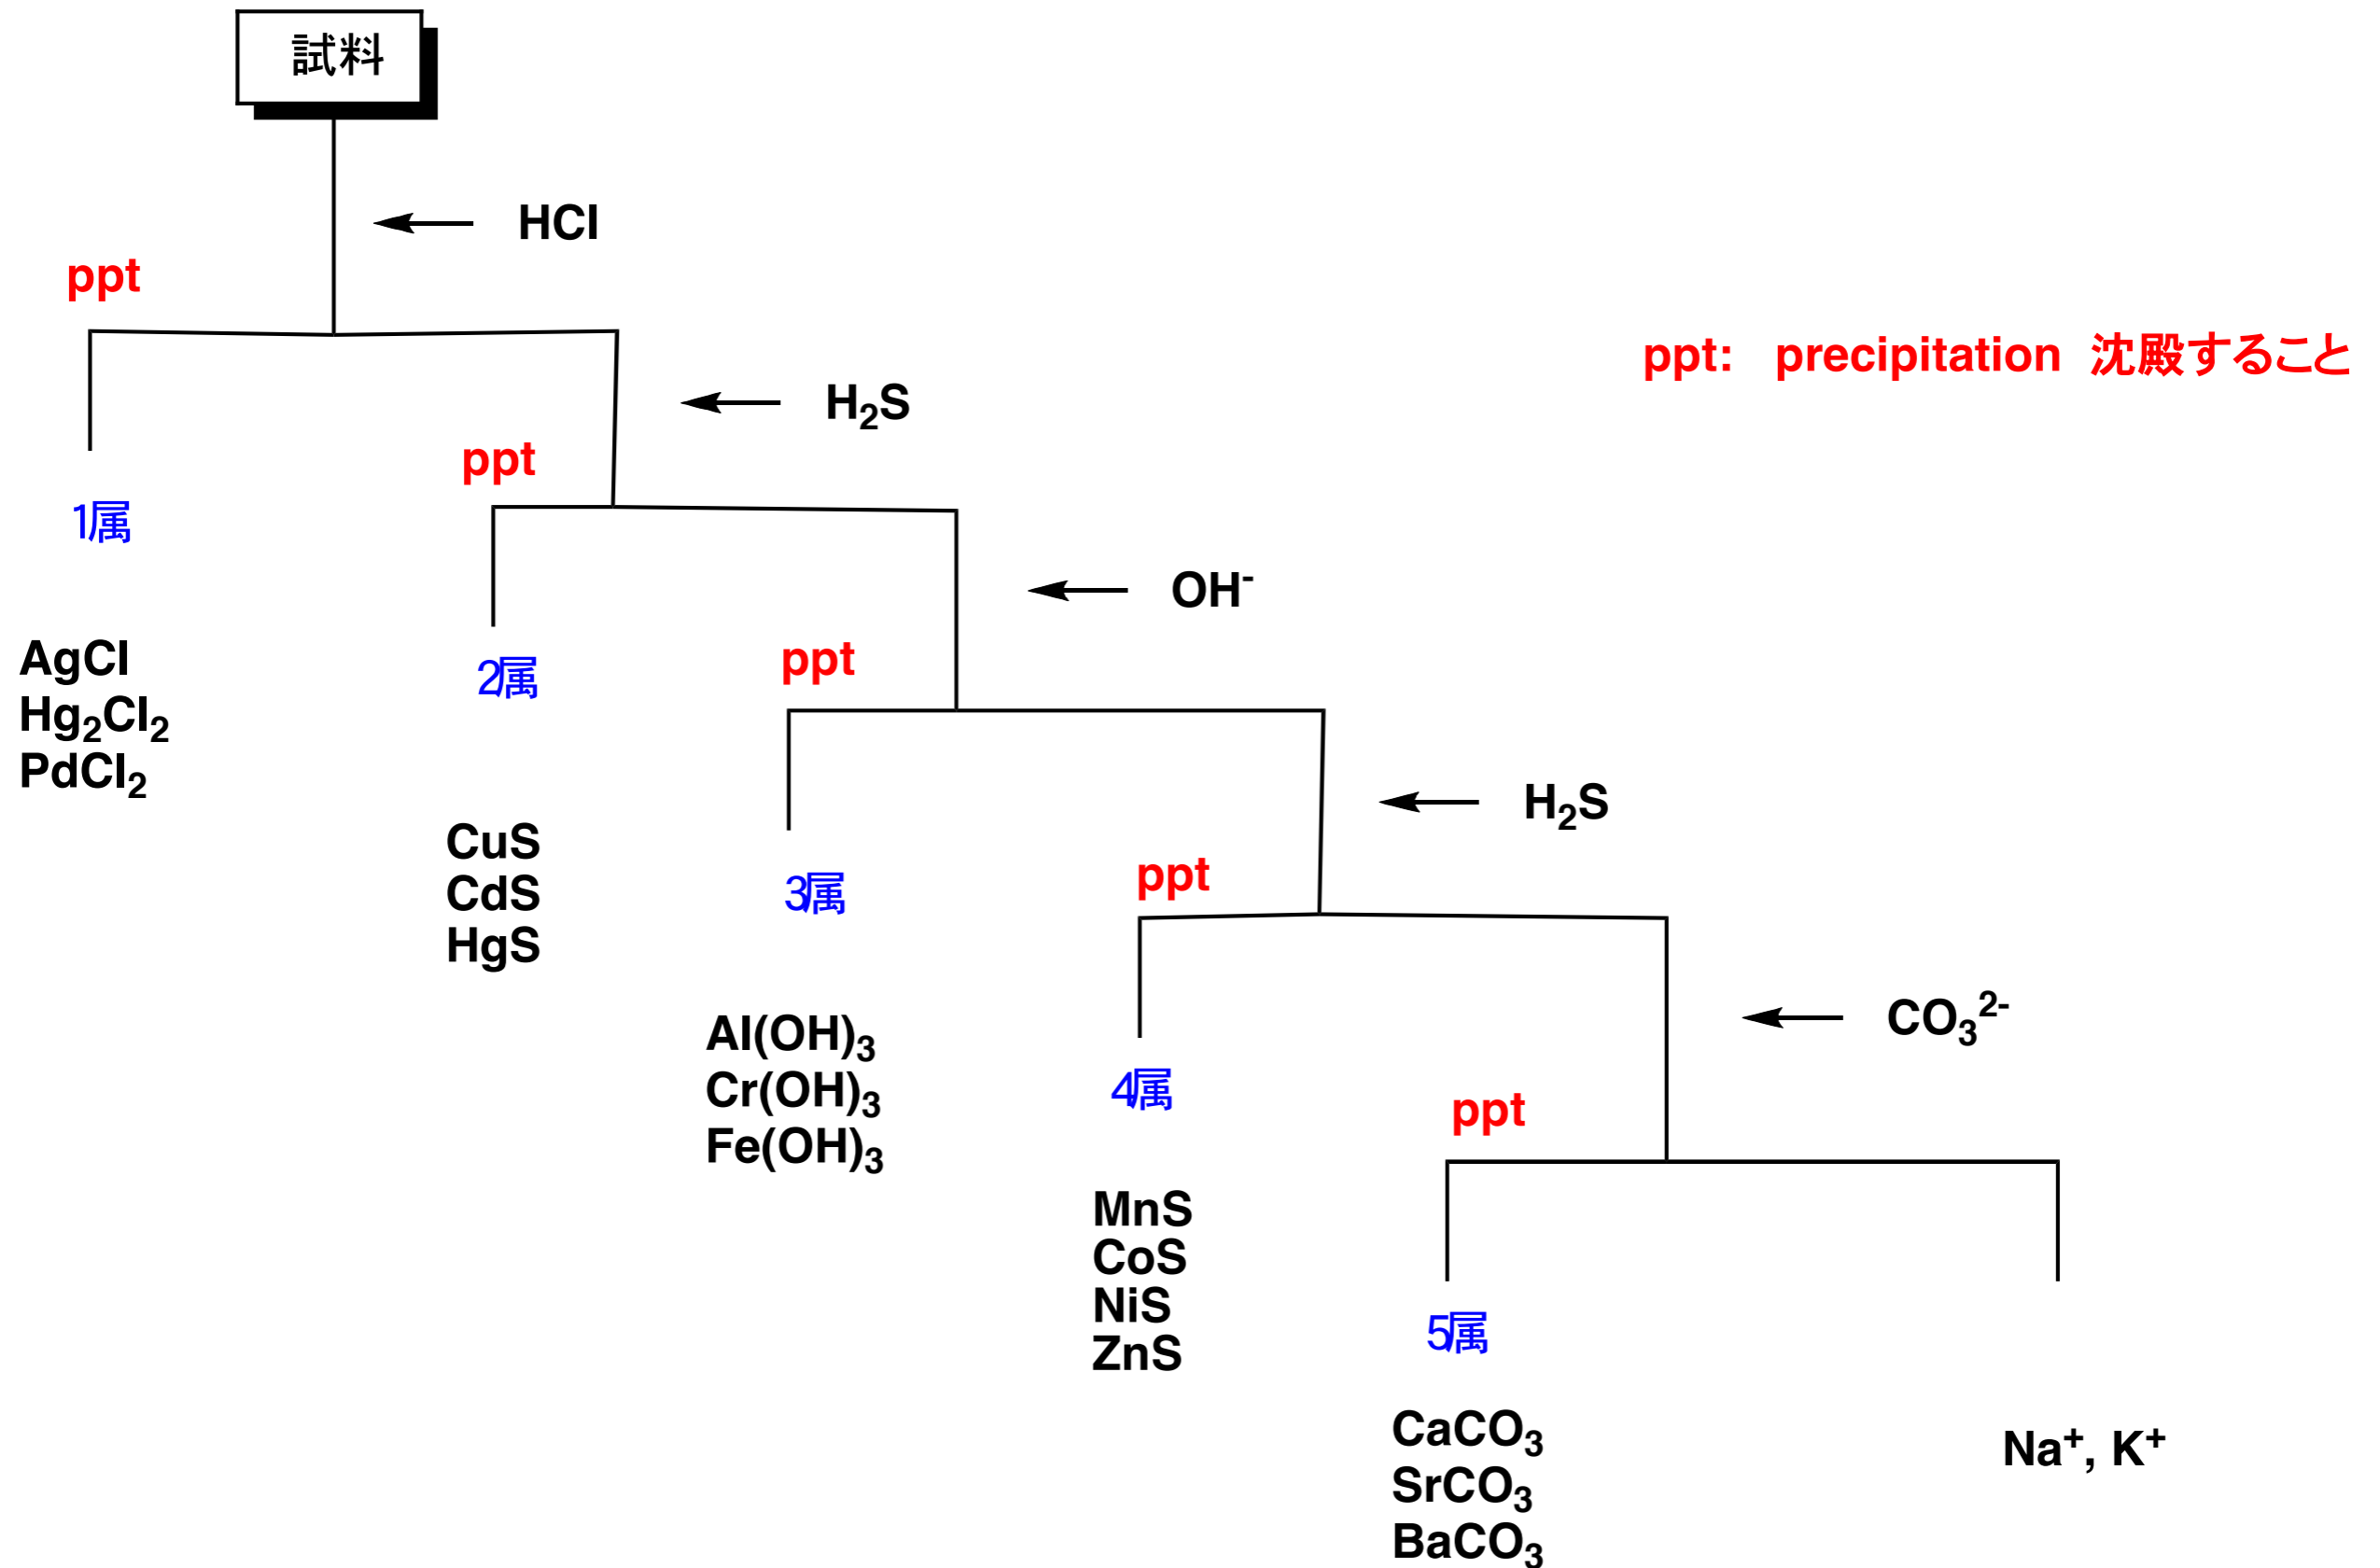 試料
HCl
ppt
ppt: precipitation 沈殿すること
H₂S
ppt
1属
OH⁻
AgCl
Hg₂Cl₂
PdCl₂
ppt
2属
H₂S
CuS
CdS
HgS
ppt
3属
CO₃²⁻
Al(OH)₃
Cr(OH)₃
Fe(OH)₃
ppt
4属
MnS
CoS
NiS
ZnS
5属
CaCO₃
SrCO₃
BaCO₃
Na⁺, K⁺